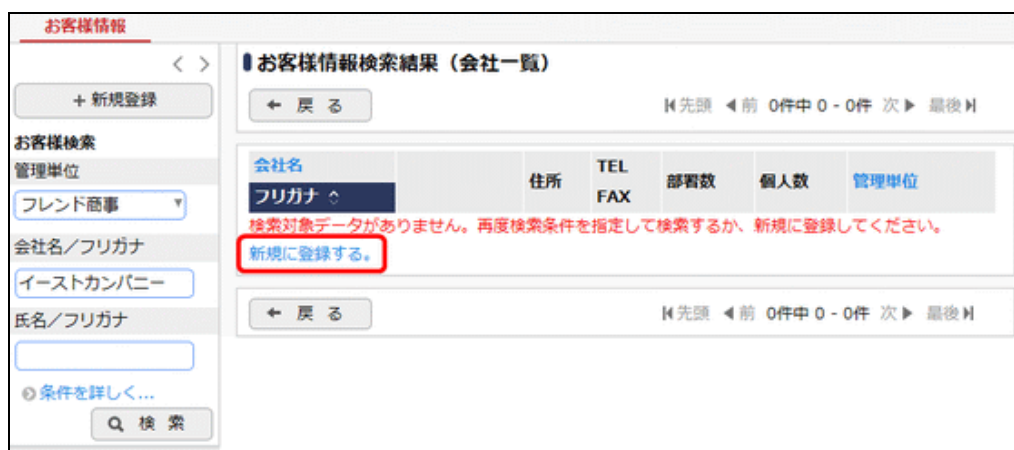 お客様情報
＋新規登録
お客様検索
管理単位
フレンド商事
会社名／フリガナ
イーストカンパニー
氏名／フリガナ
条件を詳しく...
検 索
お客様情報検索結果（会社一覧）
戻 る
先頭 前 0件中 0 - 0件 次 最後
会社名
フリガナ
住所
TEL
FAX
部署数
個人数
管理単位
検索対象データがありません。再度検索条件を指定して検索するか、新規に登録してください。
新規に登録する。
戻 る
先頭 前 0件中 0 - 0件 次 最後